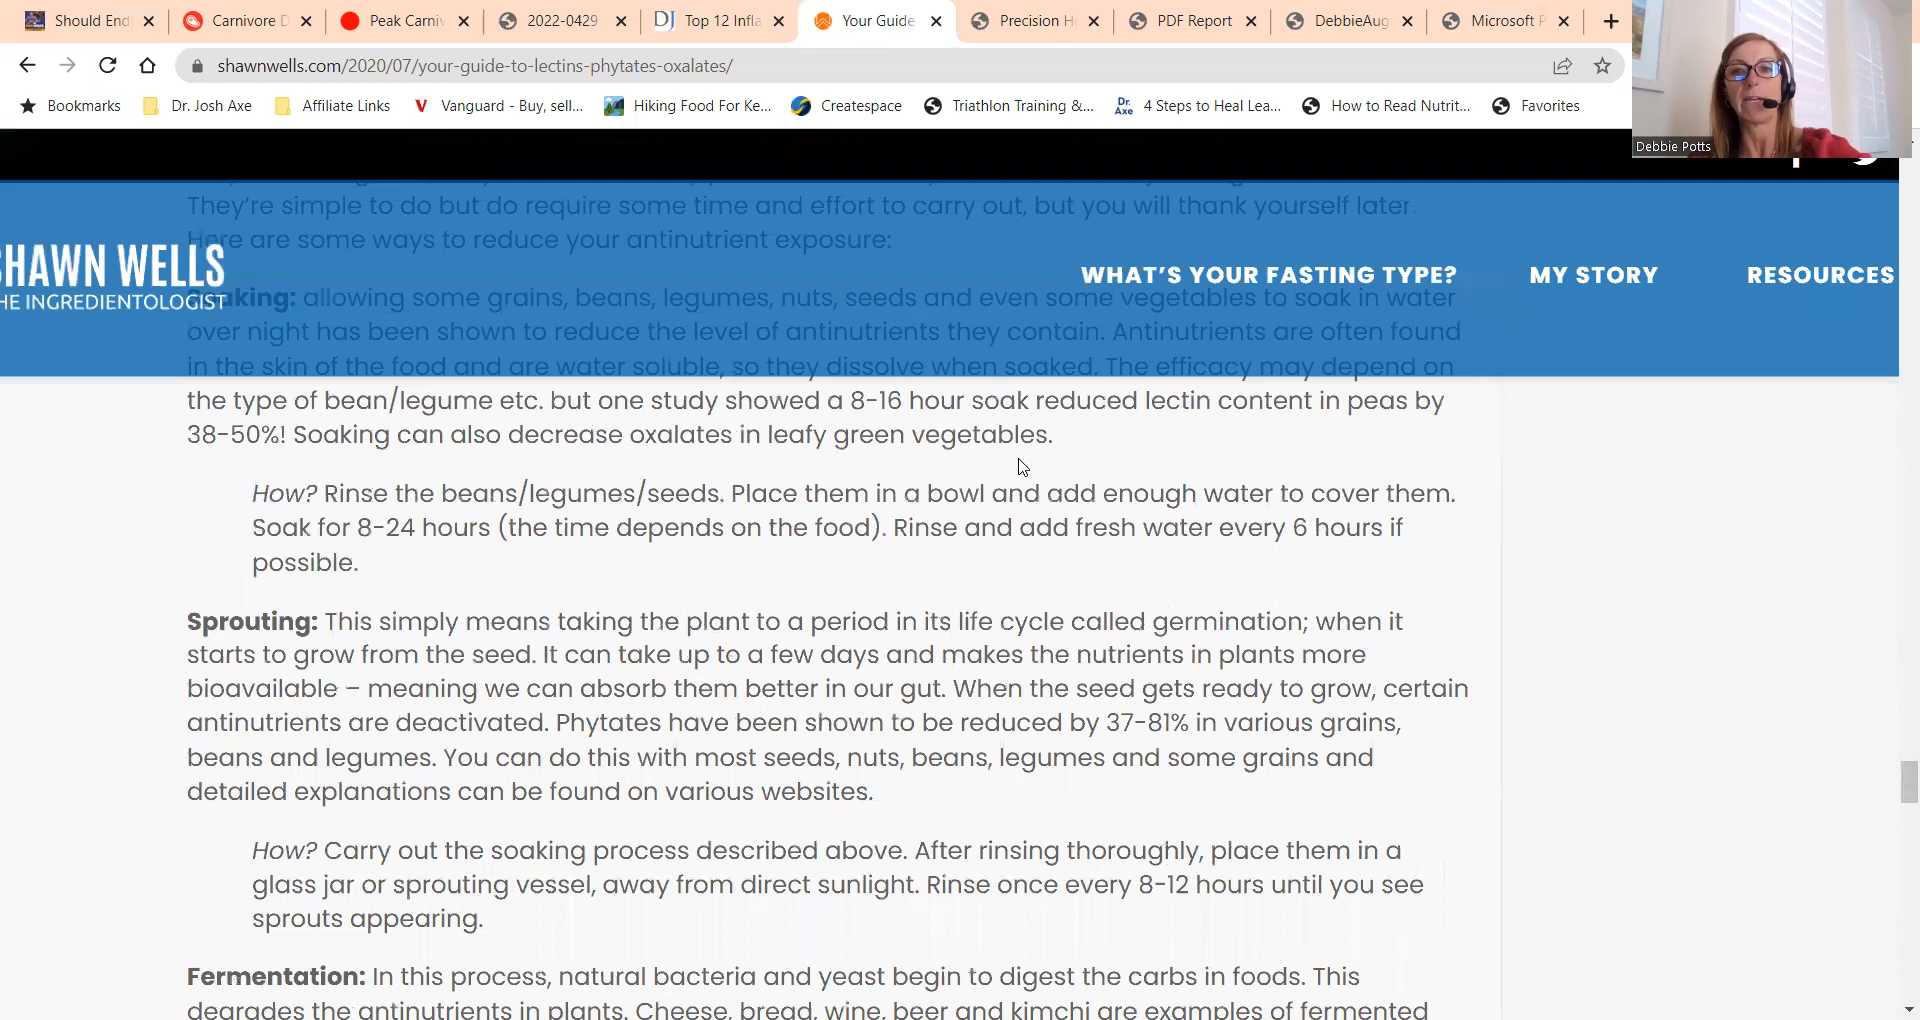 Should End
Carnivore D
Peak Carniv
2022-0429
DJ
Top 12 Infla
Your Guide
Precision H
PDF Report
DebbieAug
Microsoft P
shawnwells.com/2020/07/your-guide-to-lectins-phytates-oxalates/
Bookmarks
Dr. Josh Axe
Affiliate Links
Vanguard - Buy, sell...
Hiking Food For Ke...
Createspace
Triathlon Training &...
Dr. Axe
4 Steps to Heal Lea...
How to Read Nutrit...
Favorites
Debbie Potts
They're simple to do but do require some time and effort to carry out, but you will thank yourself later.
Here are some ways to reduce your antinutrient exposure:
SHAWN WELLS
THE INGREDIENTOLOGIST
WHAT'S YOUR FASTING TYPE?
MY STORY
RESOURCES
Soaking: allowing some grains, beans, legumes, nuts, seeds and even some vegetables to soak in water
over night has been shown to reduce the level of antinutrients they contain. Antinutrients are often found
in the skin of the food and are water soluble, so they dissolve when soaked. The efficacy may depend on
the type of bean/legume etc. but one study showed a 8-16 hour soak reduced lectin content in peas by
38-50%! Soaking can also decrease oxalates in leafy green vegetables.
How? Rinse the beans/legumes/seeds. Place them in a bowl and add enough water to cover them.
Soak for 8-24 hours (the time depends on the food). Rinse and add fresh water every 6 hours if
possible.
Sprouting: This simply means taking the plant to a period in its life cycle called germination; when it
starts to grow from the seed. It can take up to a few days and makes the nutrients in plants more
bioavailable – meaning we can absorb them better in our gut. When the seed gets ready to grow, certain
antinutrients are deactivated. Phytates have been shown to be reduced by 37-81% in various grains,
beans and legumes. You can do this with most seeds, nuts, beans, legumes and some grains and
detailed explanations can be found on various websites.
How? Carry out the soaking process described above. After rinsing thoroughly, place them in a
glass jar or sprouting vessel, away from direct sunlight. Rinse once every 8-12 hours until you see
sprouts appearing.
Fermentation: In this process, natural bacteria and yeast begin to digest the carbs in foods. This
degrades the antinutrients in plants. Cheese, bread, wine, beer and kimchi are examples of fermented